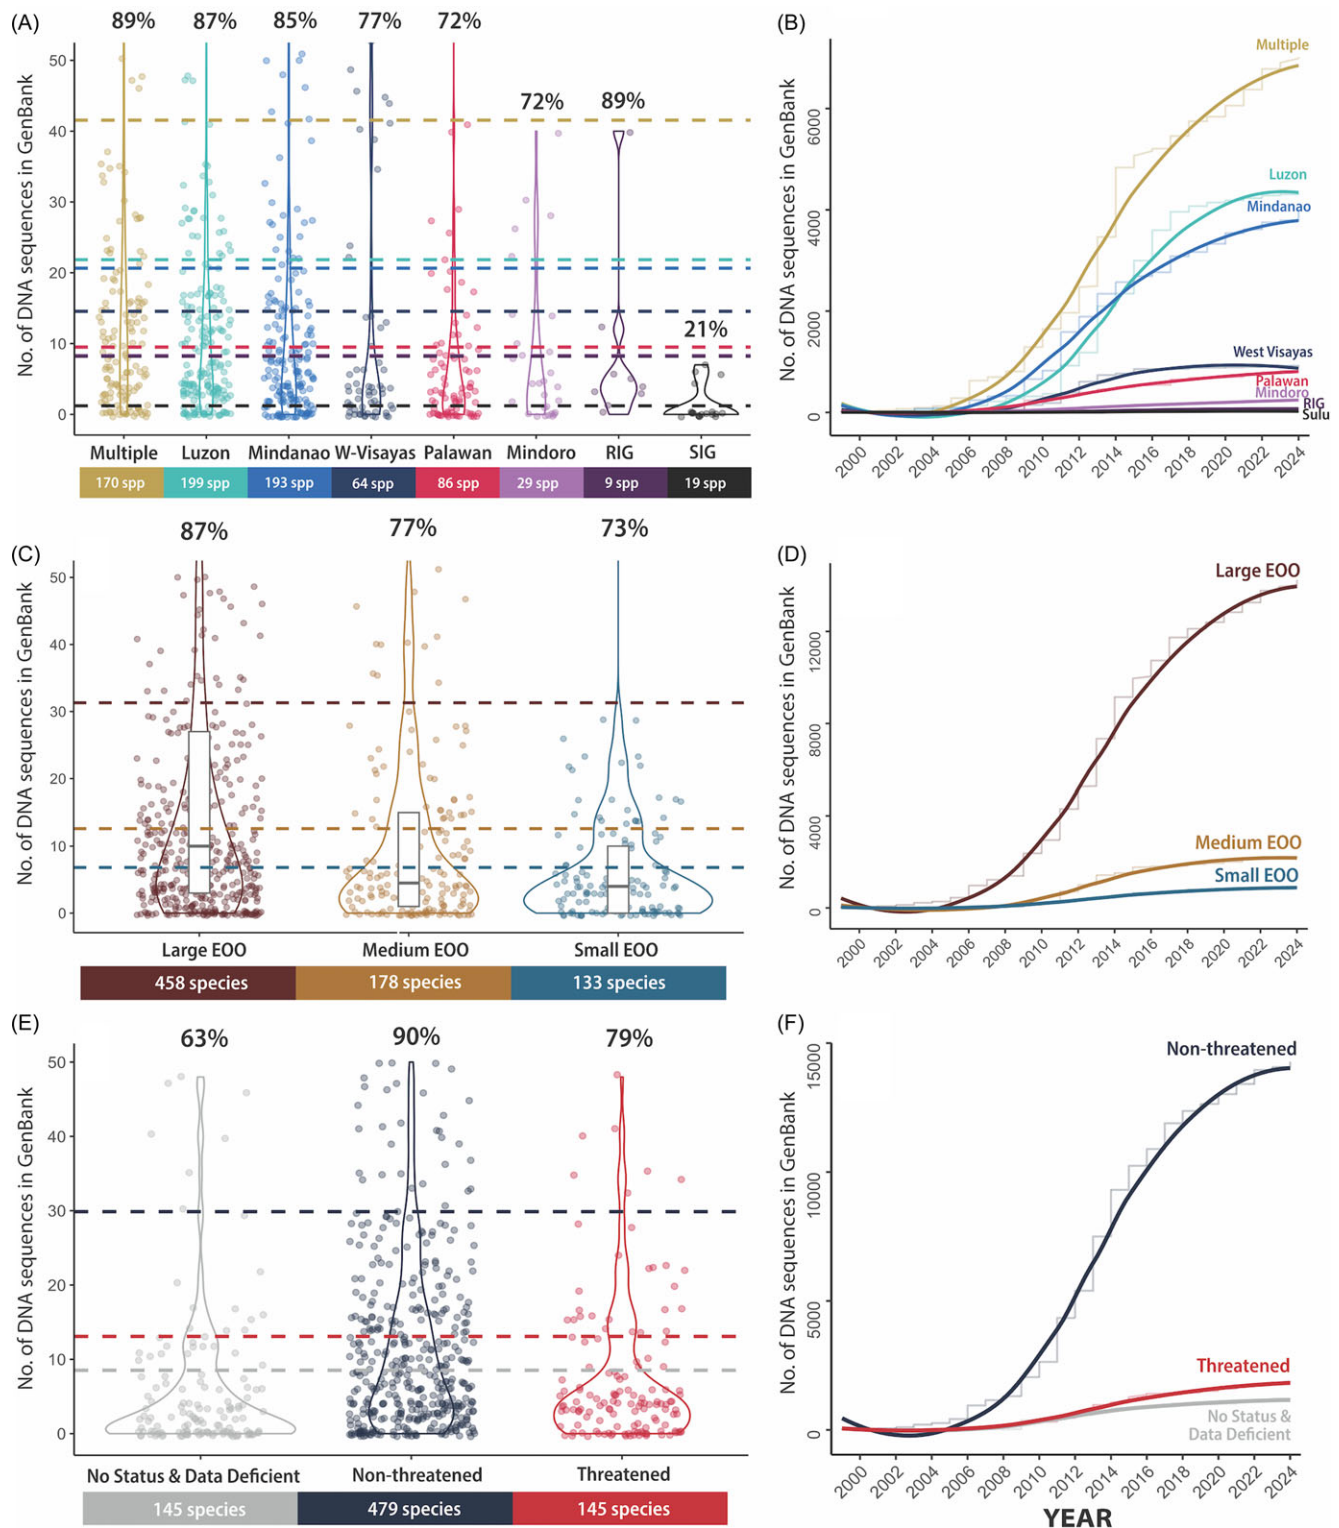 (A)
89%
87%
85%
77%
72%
72%
89%
21%
No. of DNA sequences in GenBank
50
40
30
20
10
0
Multiple
Luzon
Mindanao
W-Visayas
Palawan
Mindoro
RIG
SIG
170 spp
199 spp
193 spp
64 spp
86 spp
29 spp
9 spp
19 spp
(B)
No. of DNA sequences in GenBank
6000
4000
2000
0
Multiple
Luzon
Mindanao
West Visayas
Palawan
Mindoro
RIG
Sulu
2000
2002
2004
2006
2008
2010
2012
2014
2016
2018
2020
2022
2024
(C)
87%
77%
73%
No. of DNA sequences in GenBank
50
40
30
20
10
0
Large EOO
Medium EOO
Small EOO
458 species
178 species
133 species
(D)
No. of DNA sequences in GenBank
12000
8000
4000
0
Large EOO
Medium EOO
Small EOO
2000
2002
2004
2006
2008
2010
2012
2014
2016
2018
2020
2022
2024
(E)
63%
90%
79%
No. of DNA sequences in GenBank
50
40
30
20
10
0
No Status & Data Deficient
Non-threatened
Threatened
145 species
479 species
145 species
(F)
No. of DNA sequences in GenBank
15000
10000
5000
0
Non-threatened
Threatened
No Status &
Data Deficient
2000
2002
2004
2006
2008
2010
2012
2014
2016
2018
2020
2022
2024
YEAR